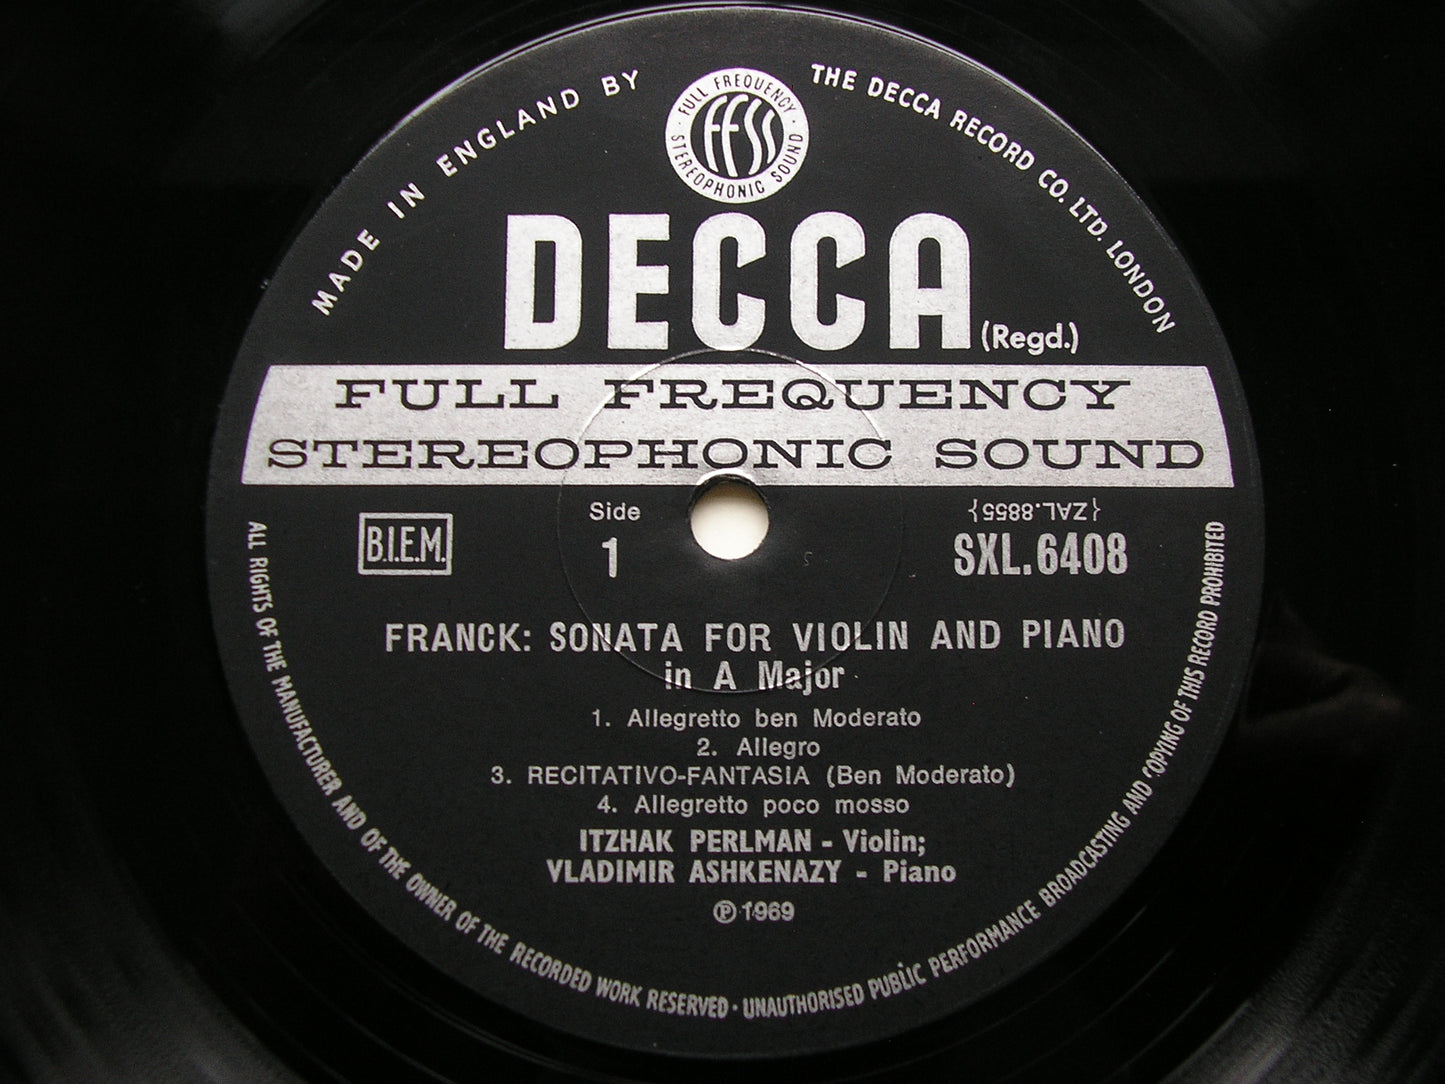 MADE IN ENGLAND BY
THE DECCA RECORD CO. LTD. LONDON
FULL FREQUENCY
FFSS
STEREOPHONIC SOUND
DECCA (Regd.)
FULL FREQUENCY
STEREOPHONIC SOUND
B.I.E.M.
Side
1
{ZAL.8855}
SXL.6408
FRANCK: SONATA FOR VIOLIN AND PIANO
in A Major
1. Allegretto ben Moderato
2. Allegro
3. RECITATIVO-FANTASIA (Ben Moderato)
4. Allegretto poco mosso
ITZHAK PERLMAN - Violin;
VLADIMIR ASHKENAZY - Piano
Ⓟ 1969
ALL RIGHTS OF THE MANUFACTURER AND OF THE OWNER OF THE RECORDED WORK RESERVED · UNAUTHORISED PUBLIC PERFORMANCE BROADCASTING AND COPYING OF THIS RECORD PROHIBITED